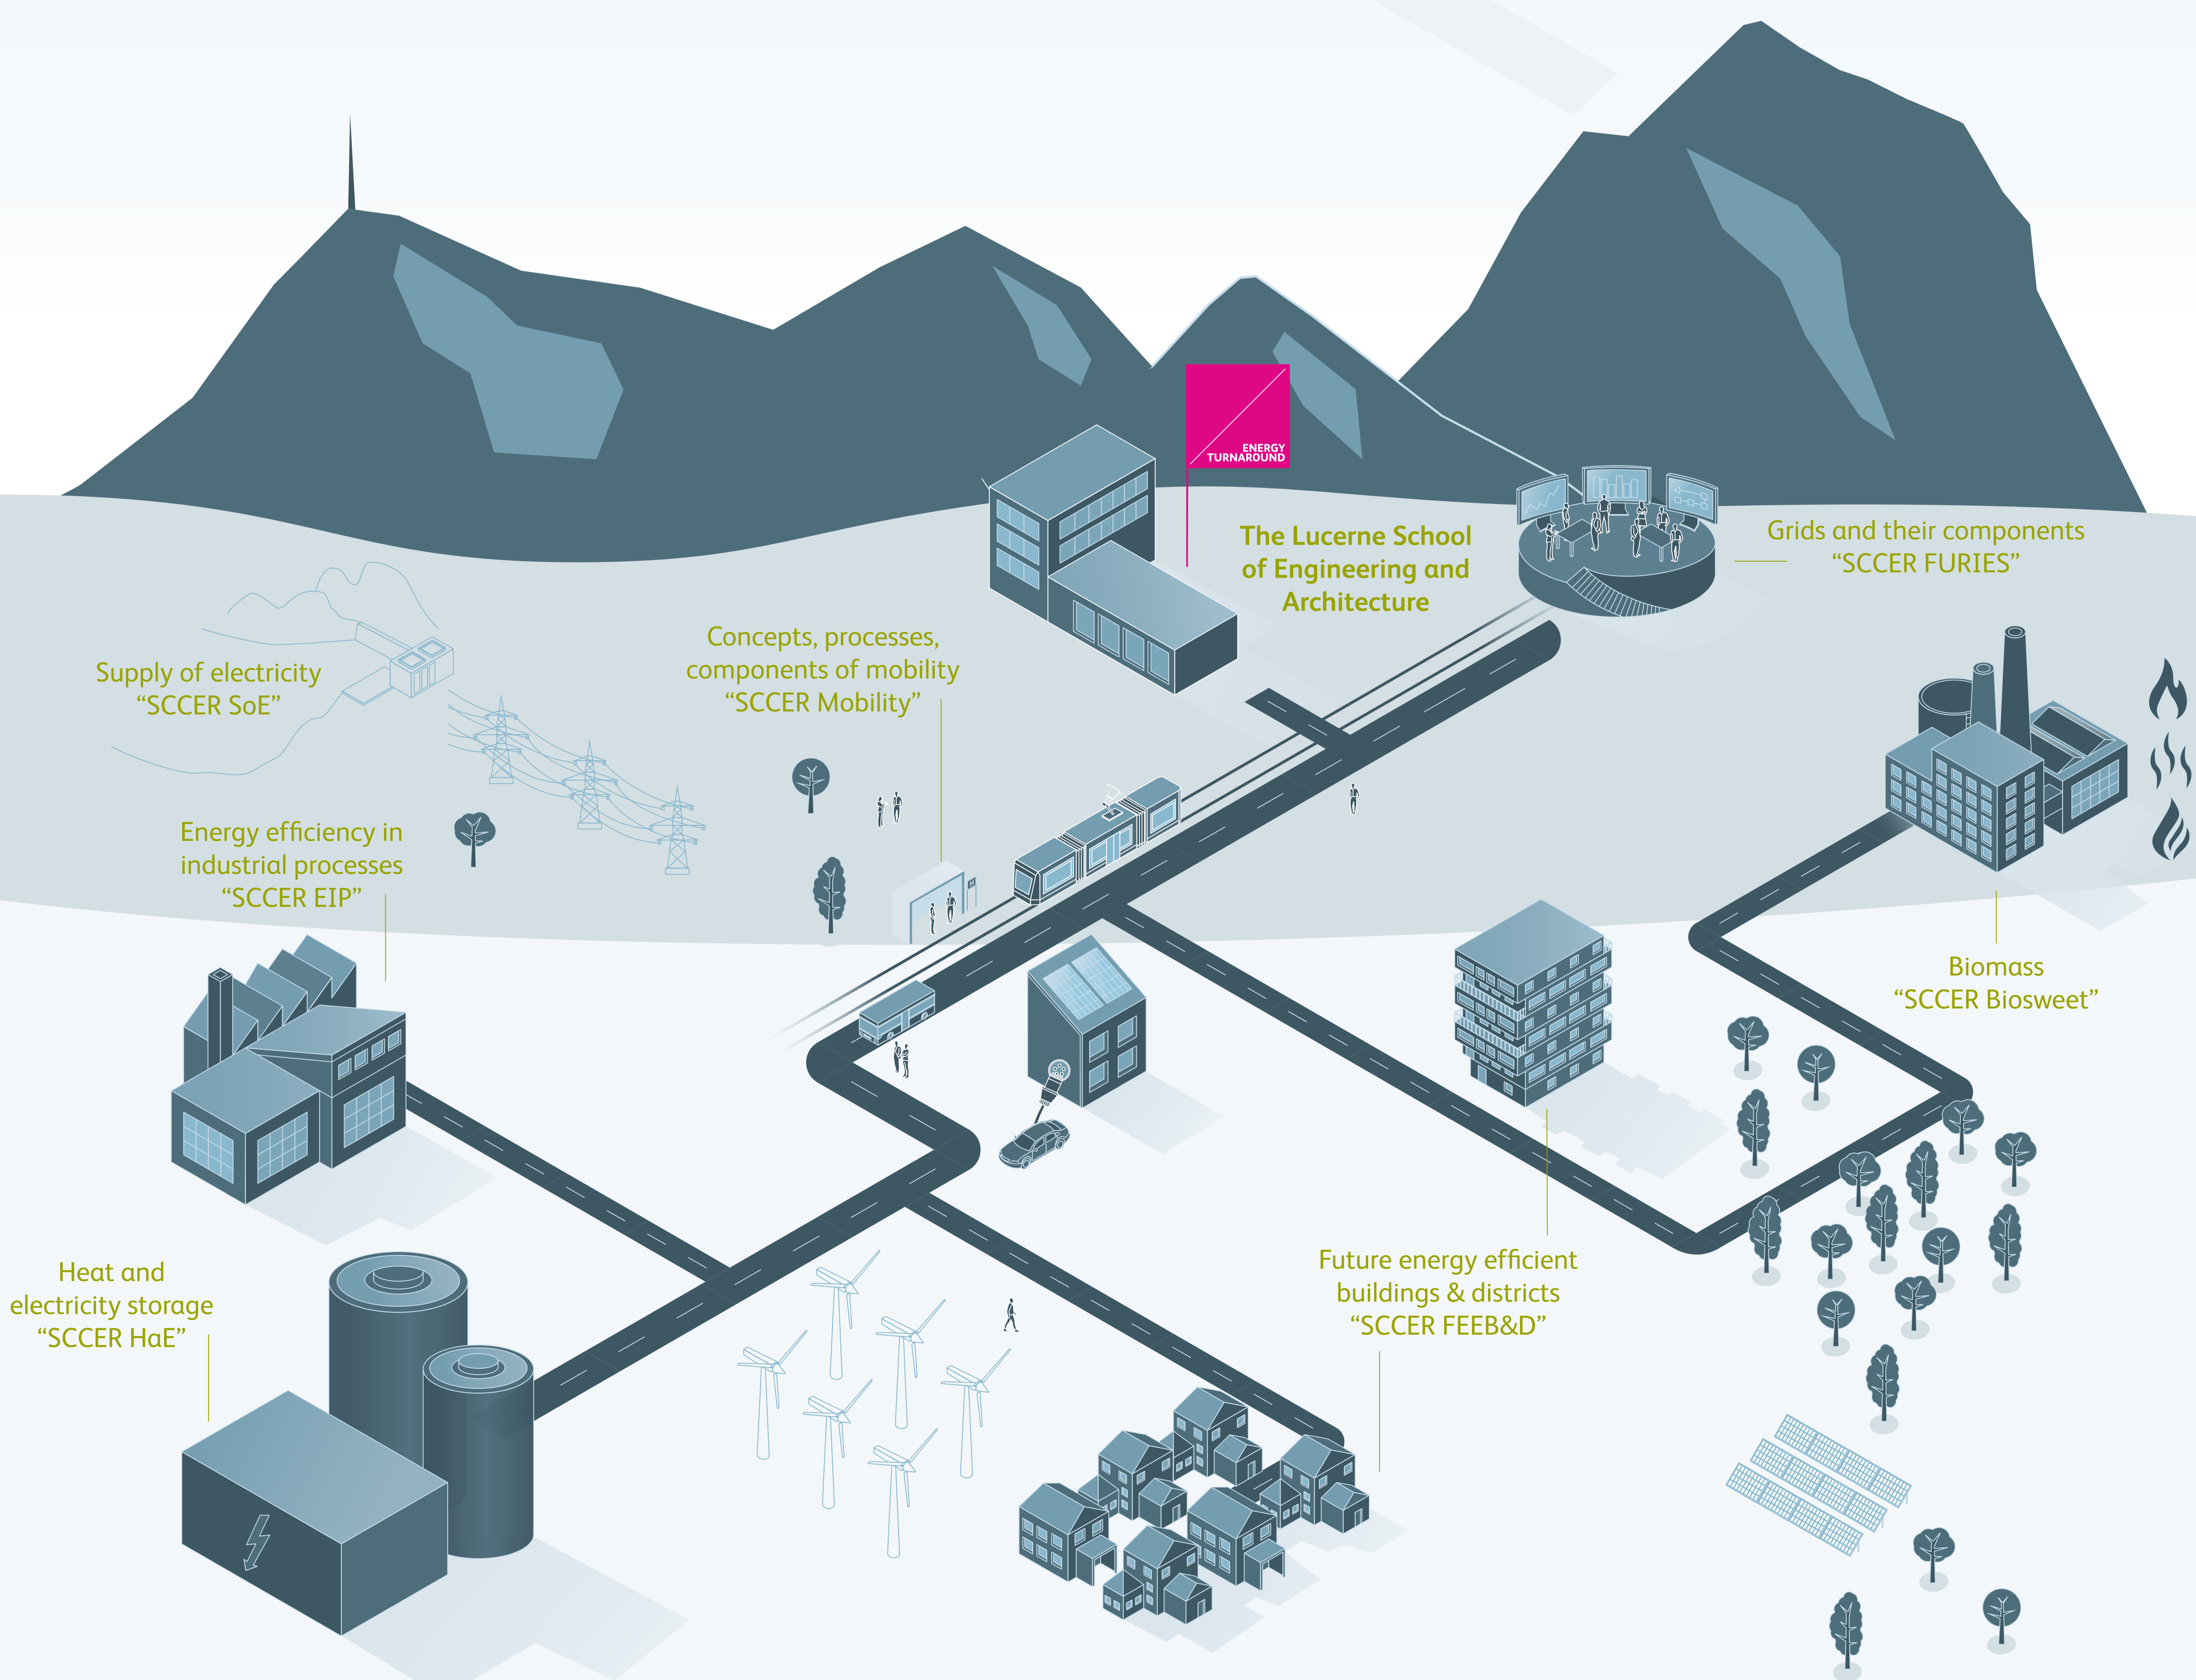 ENERGY
TURNAROUND
The Lucerne School
of Engineering and
Architecture
Grids and their components
“SCCER FURIES”
Supply of electricity
“SCCER SoE”
Concepts, processes,
components of mobility
“SCCER Mobility”
Energy efficiency in
industrial processes
“SCCER EIP”
Biomass
“SCCER Biosweet”
Heat and
electricity storage
“SCCER HaE”
Future energy efficient
buildings & districts
“SCCER FEEB&D”
H